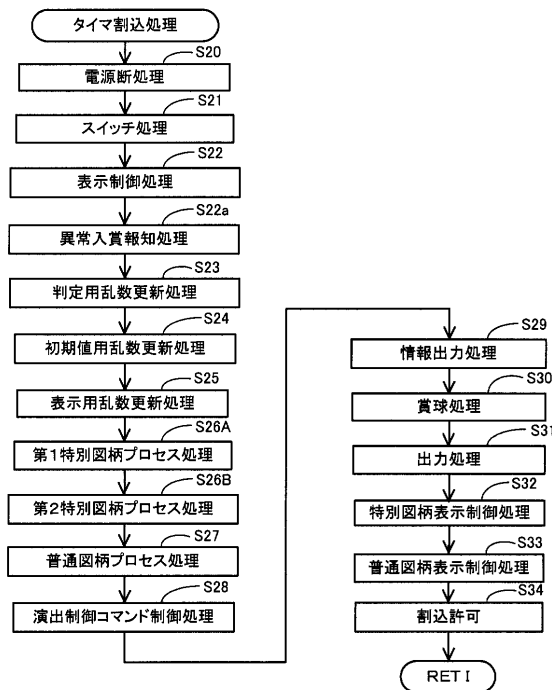 タイマ割込処理
S20
電源断処理
S21
スイッチ処理
S22
表示制御処理
S22a
異常入賞報知処理
S23
判定用乱数更新処理
S24
初期値用乱数更新処理
S25
表示用乱数更新処理
S26A
第1特別図柄プロセス処理
S26B
第2特別図柄プロセス処理
S27
普通図柄プロセス処理
S28
演出制御コマンド制御処理
S29
情報出力処理
S30
賞球処理
S31
出力処理
S32
特別図柄表示制御処理
S33
普通図柄表示制御処理
S34
割込許可
RETI